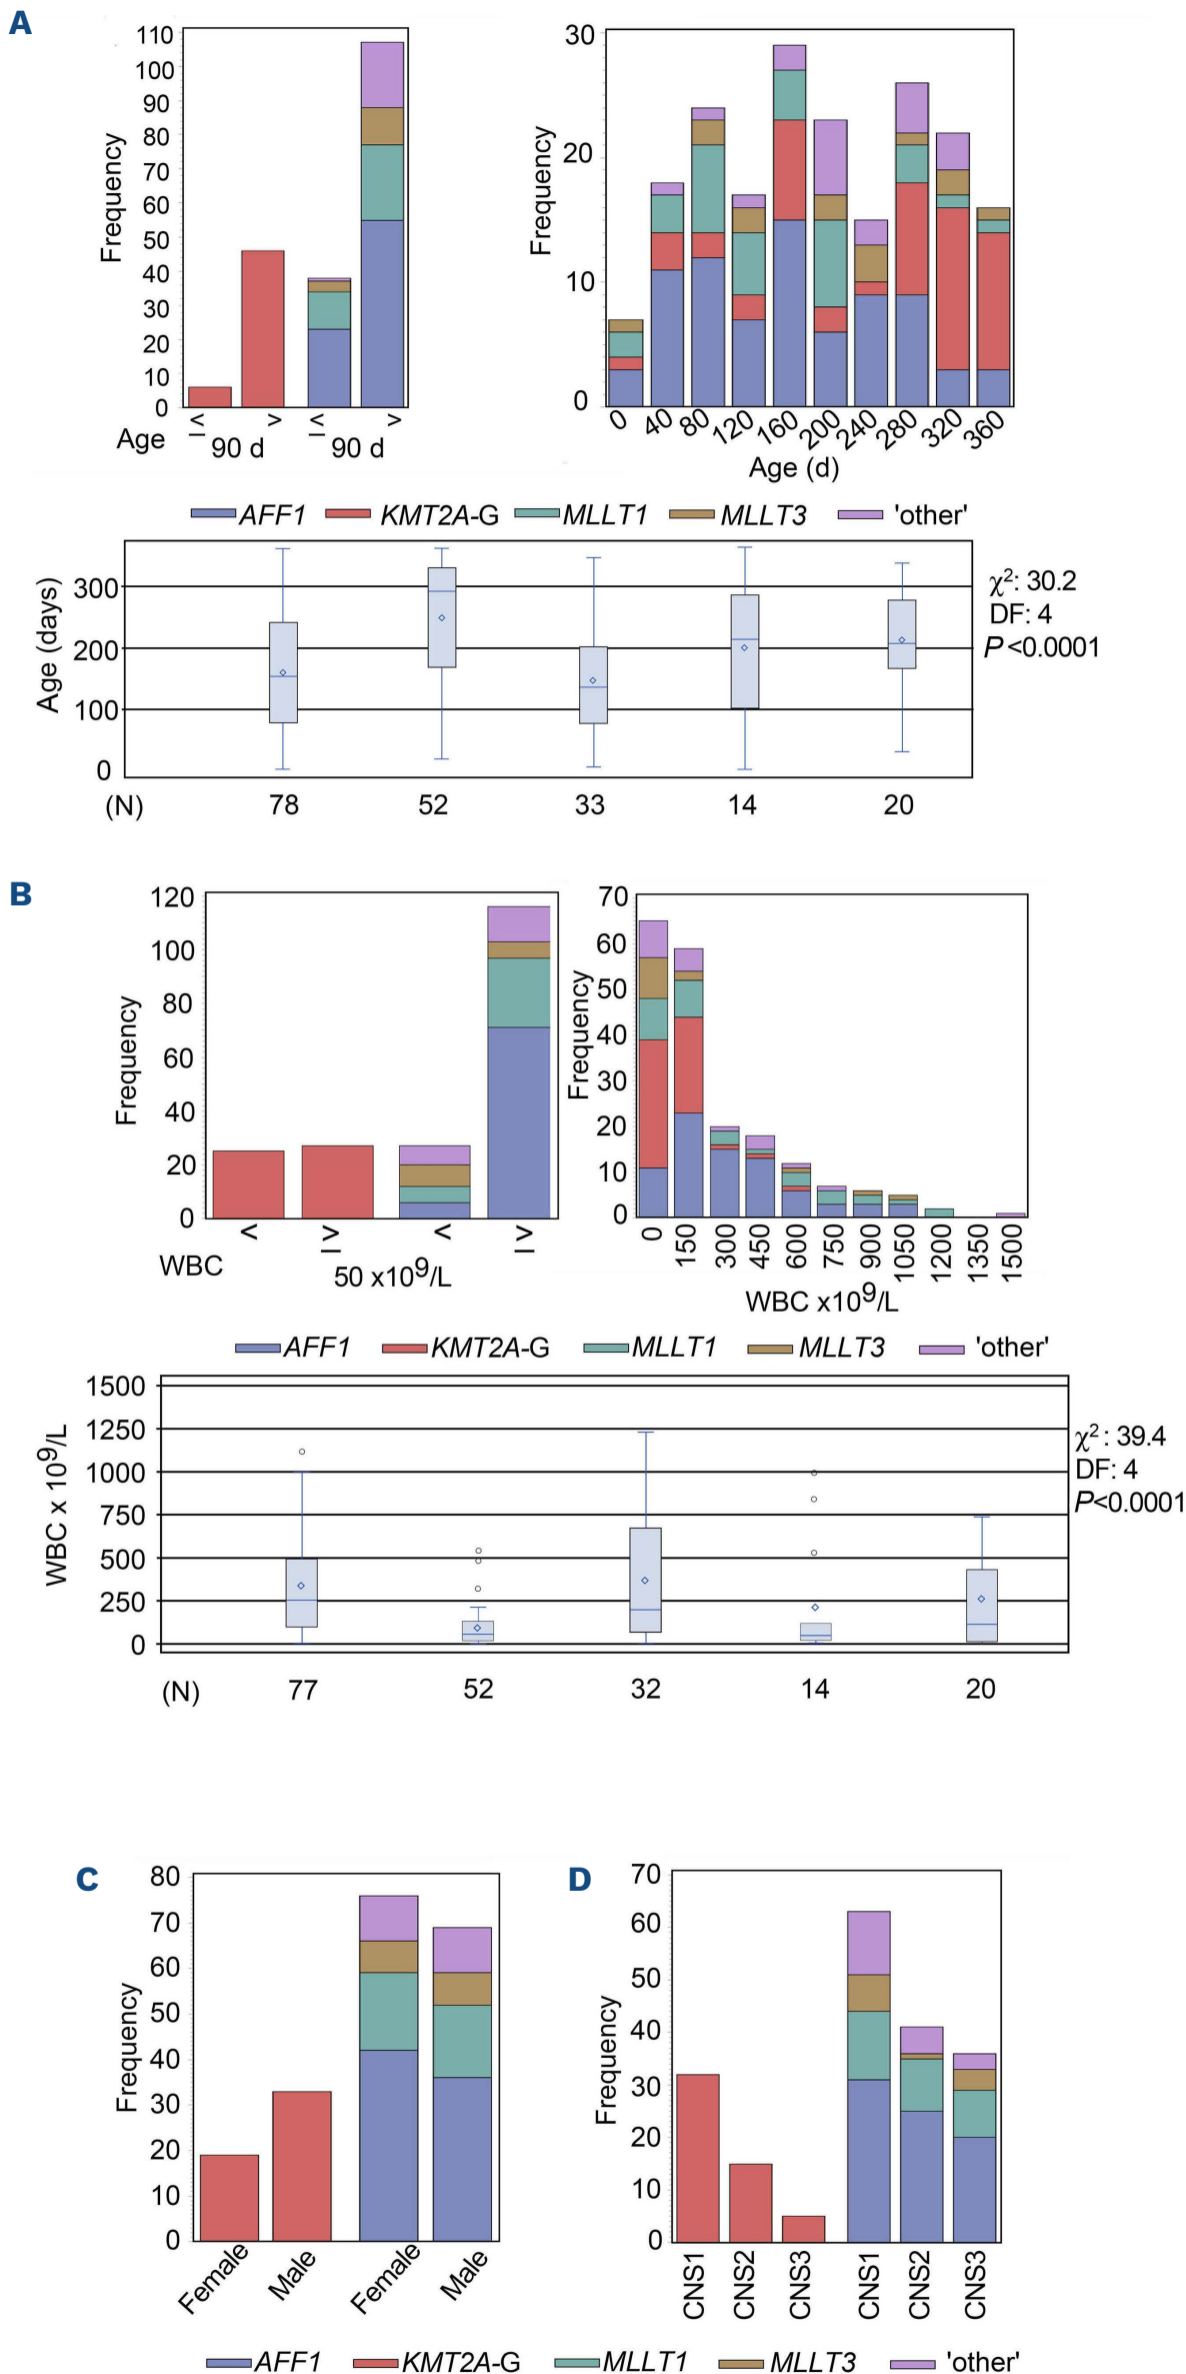 A
110
100
90
80
70
60
50
40
30
20
10
0
Frequency
≤ > ≤ >
Age 90 d 90 d
30
20
10
0
Frequency
0 40 80 120 160 200 240 280 320 360
Age (d)
AFF1 KMT2A-G MLLT1 MLLT3 'other'
300
200
100
0
Age (days)
χ²: 30.2
DF: 4
P<0.0001
(N) 78 52 33 14 20
B
120
100
80
60
40
20
0
Frequency
< ≥ < ≥
WBC 50 x10⁹/L
70
60
50
40
30
20
10
0
Frequency
0 150 300 450 600 750 900 1050 1200 1350 1500
WBC x10⁹/L
AFF1 KMT2A-G MLLT1 MLLT3 'other'
1500
1250
1000
750
500
250
0
WBC x 10⁹/L
χ²: 39.4
DF: 4
P<0.0001
(N) 77 52 32 14 20
C
80
70
60
50
40
30
20
10
0
Frequency
Female Male Female Male
D
70
60
50
40
30
20
10
0
Frequency
CNS1 CNS2 CNS3 CNS1 CNS2 CNS3
AFF1 KMT2A-G MLLT1 MLLT3 'other'